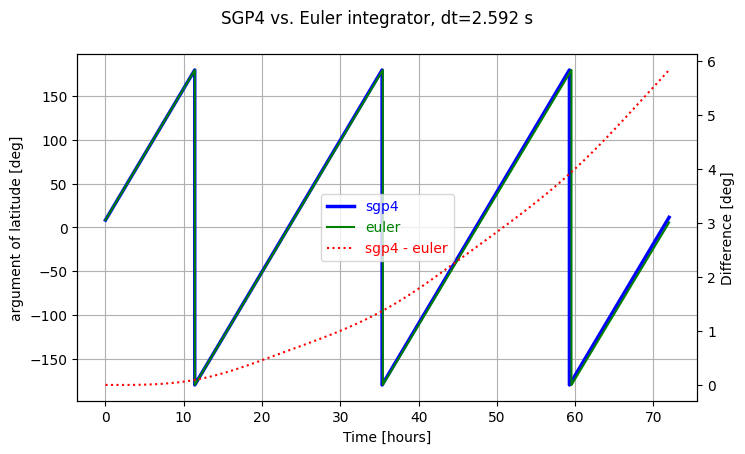 SGP4 vs. Euler integrator, dt=2.592 s
argument of latitude [deg]
150
100
50
0
−50
−100
−150
sgp4
euler
sgp4 - euler
6
5
4
3
2
1
0
Difference [deg]
0 10 20 30 40 50 60 70
Time [hours]